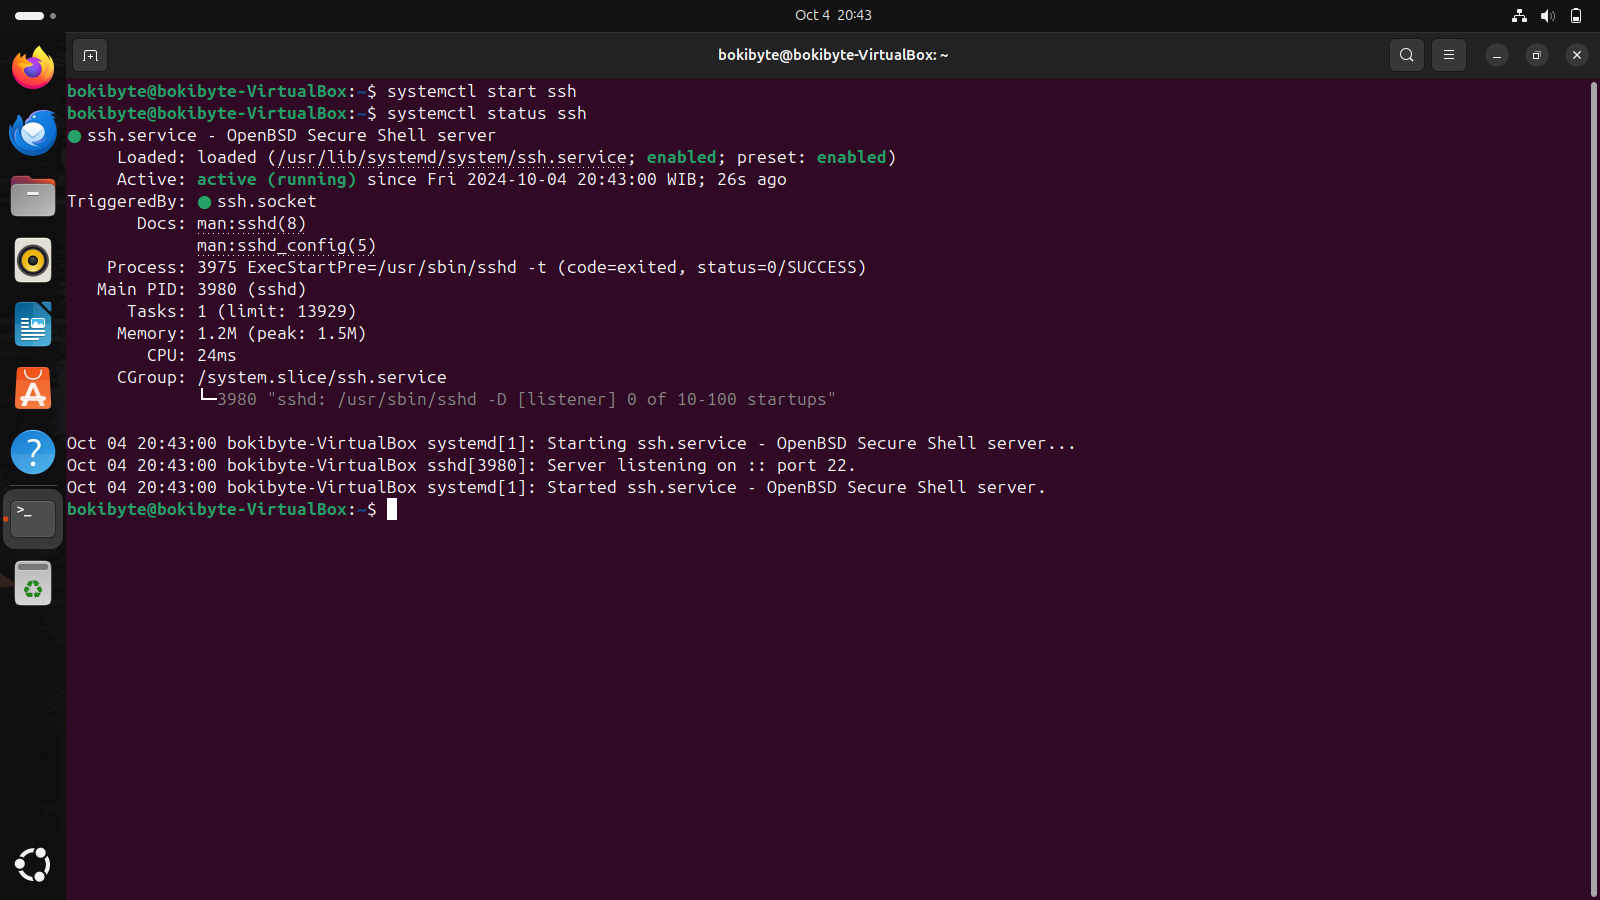 Oct 4 20:43
bokibyte@bokibyte-VirtualBox: ~
bokibyte@bokibyte-VirtualBox:~$ systemctl start ssh
bokibyte@bokibyte-VirtualBox:~$ systemctl status ssh
● ssh.service - OpenBSD Secure Shell server
     Loaded: loaded (/usr/lib/systemd/system/ssh.service; enabled; preset: enabled)
     Active: active (running) since Fri 2024-10-04 20:43:00 WIB; 26s ago
TriggeredBy: ● ssh.socket
       Docs: man:sshd(8)
             man:sshd_config(5)
    Process: 3975 ExecStartPre=/usr/sbin/sshd -t (code=exited, status=0/SUCCESS)
   Main PID: 3980 (sshd)
      Tasks: 1 (limit: 13929)
     Memory: 1.2M (peak: 1.5M)
        CPU: 24ms
     CGroup: /system.slice/ssh.service
             └─3980 "sshd: /usr/sbin/sshd -D [listener] 0 of 10-100 startups"
Oct 04 20:43:00 bokibyte-VirtualBox systemd[1]: Starting ssh.service - OpenBSD Secure Shell server...
Oct 04 20:43:00 bokibyte-VirtualBox sshd[3980]: Server listening on :: port 22.
Oct 04 20:43:00 bokibyte-VirtualBox systemd[1]: Started ssh.service - OpenBSD Secure Shell server.
bokibyte@bokibyte-VirtualBox:~$